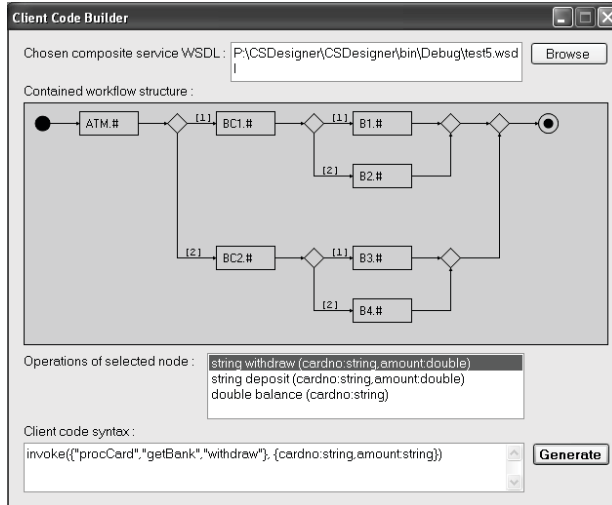 Client Code Builder
Chosen composite service WSDL :
P:\CSDesigner\CSDesigner\bin\Debug\test5.wsd
l
Browse
Contained workflow structure :
ATM.#
[1]
BC1.#
[1]
B1.#
[2]
B2.#
[2]
BC2.#
[1]
B3.#
[2]
B4.#
Operations of selected node :
string withdraw (cardno:string,amount:double)
string deposit (cardno:string,amount:double)
double balance (cardno:string)
Client code syntax :
invoke({"procCard","getBank","withdraw"}, {cardno:string,amount:string})
Generate